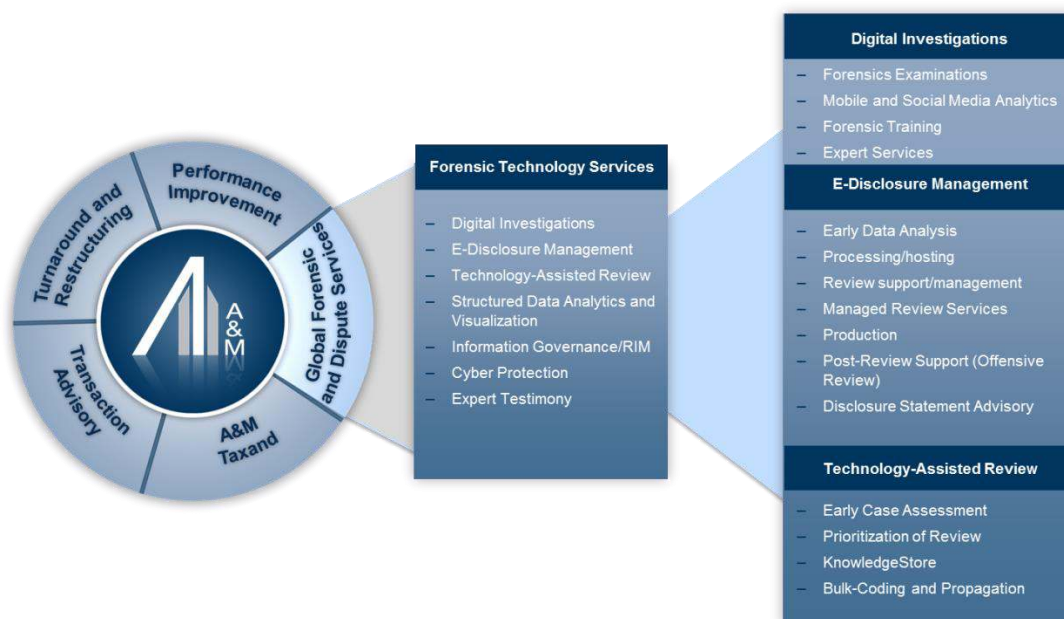 Performance
Improvement
Turnaround and
Restructuring
Global Forensic
and Dispute Services
Transaction
Advisory
A&M
Taxand
A&M
Forensic Technology Services
– Digital Investigations
– E-Disclosure Management
– Technology-Assisted Review
– Structured Data Analytics and
Visualization
– Information Governance/RIM
– Cyber Protection
– Expert Testimony
Digital Investigations
– Forensics Examinations
– Mobile and Social Media Analytics
– Forensic Training
– Expert Services
E-Disclosure Management
– Early Data Analysis
– Processing/hosting
– Review support/management
– Managed Review Services
– Production
– Post-Review Support (Offensive
Review)
– Disclosure Statement Advisory
Technology-Assisted Review
– Early Case Assessment
– Prioritization of Review
– KnowledgeStore
– Bulk-Coding and Propagation